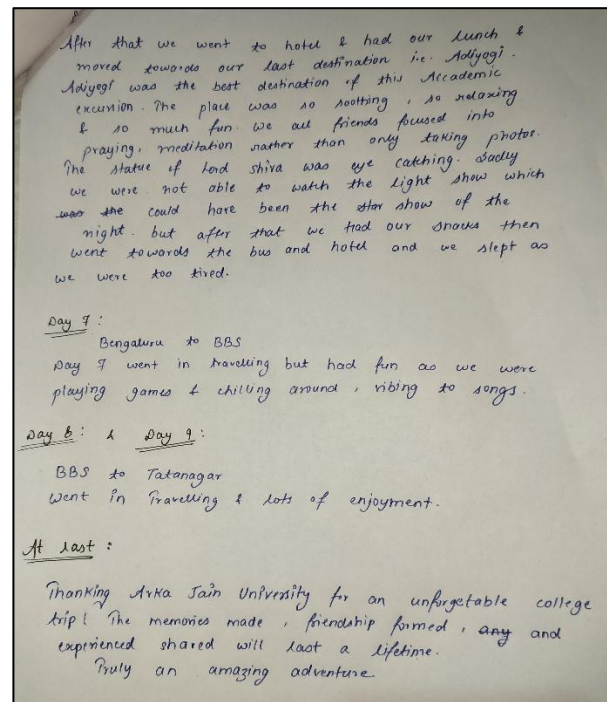 After that we went to hotel & had our lunch &
moved towards our last destination i.e. Adiyogi.
Adiyogi was the best destination of this Accademic
excursion. The place was so sootting, so relaxing
& so much fun. we all friends focused into
praying, meditation rather than only taking photos.
The statue of Lord Shiva was eye catching. Sadly
we were not able to watch the light show which
was the could have been the star show of the
night. but after that we had our snacks then
went towards the bus and hotel and we slept as
we were too tired.
Day 7:
Bengaluru to BBS
Day 7 went in travelling but had fun as we were
playing games & chilling around, vibing to songs.
Day 8: & Day 9:
BBS to Tatanagar
Went in Travelling & lots of enjoyment.
At last:
Thanking Arka Jain University for an unforgetable college
trip! The memories made, friendship formed, any and
experienced shared will last a lifetime.
Truly an amazing adventure